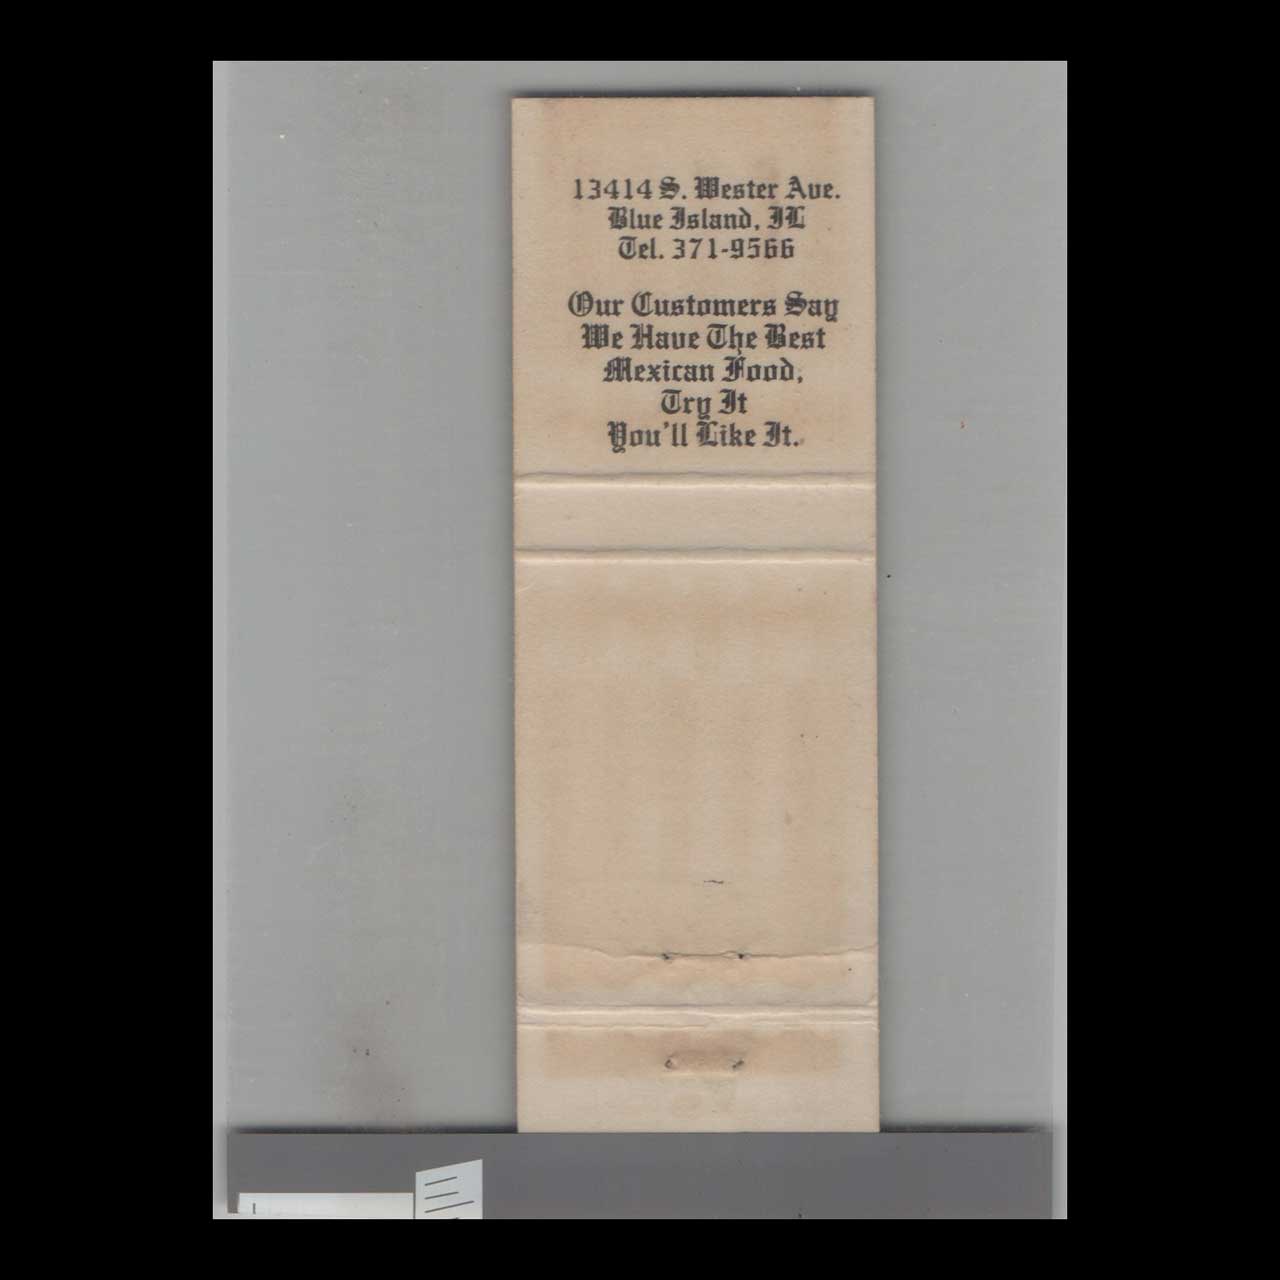 13414 S. Wester Ave.
Blue Island, IL
Tel. 371-9566
Our Customers Say
We Have The Best
Mexican Food,
Try It
You'll Like It.